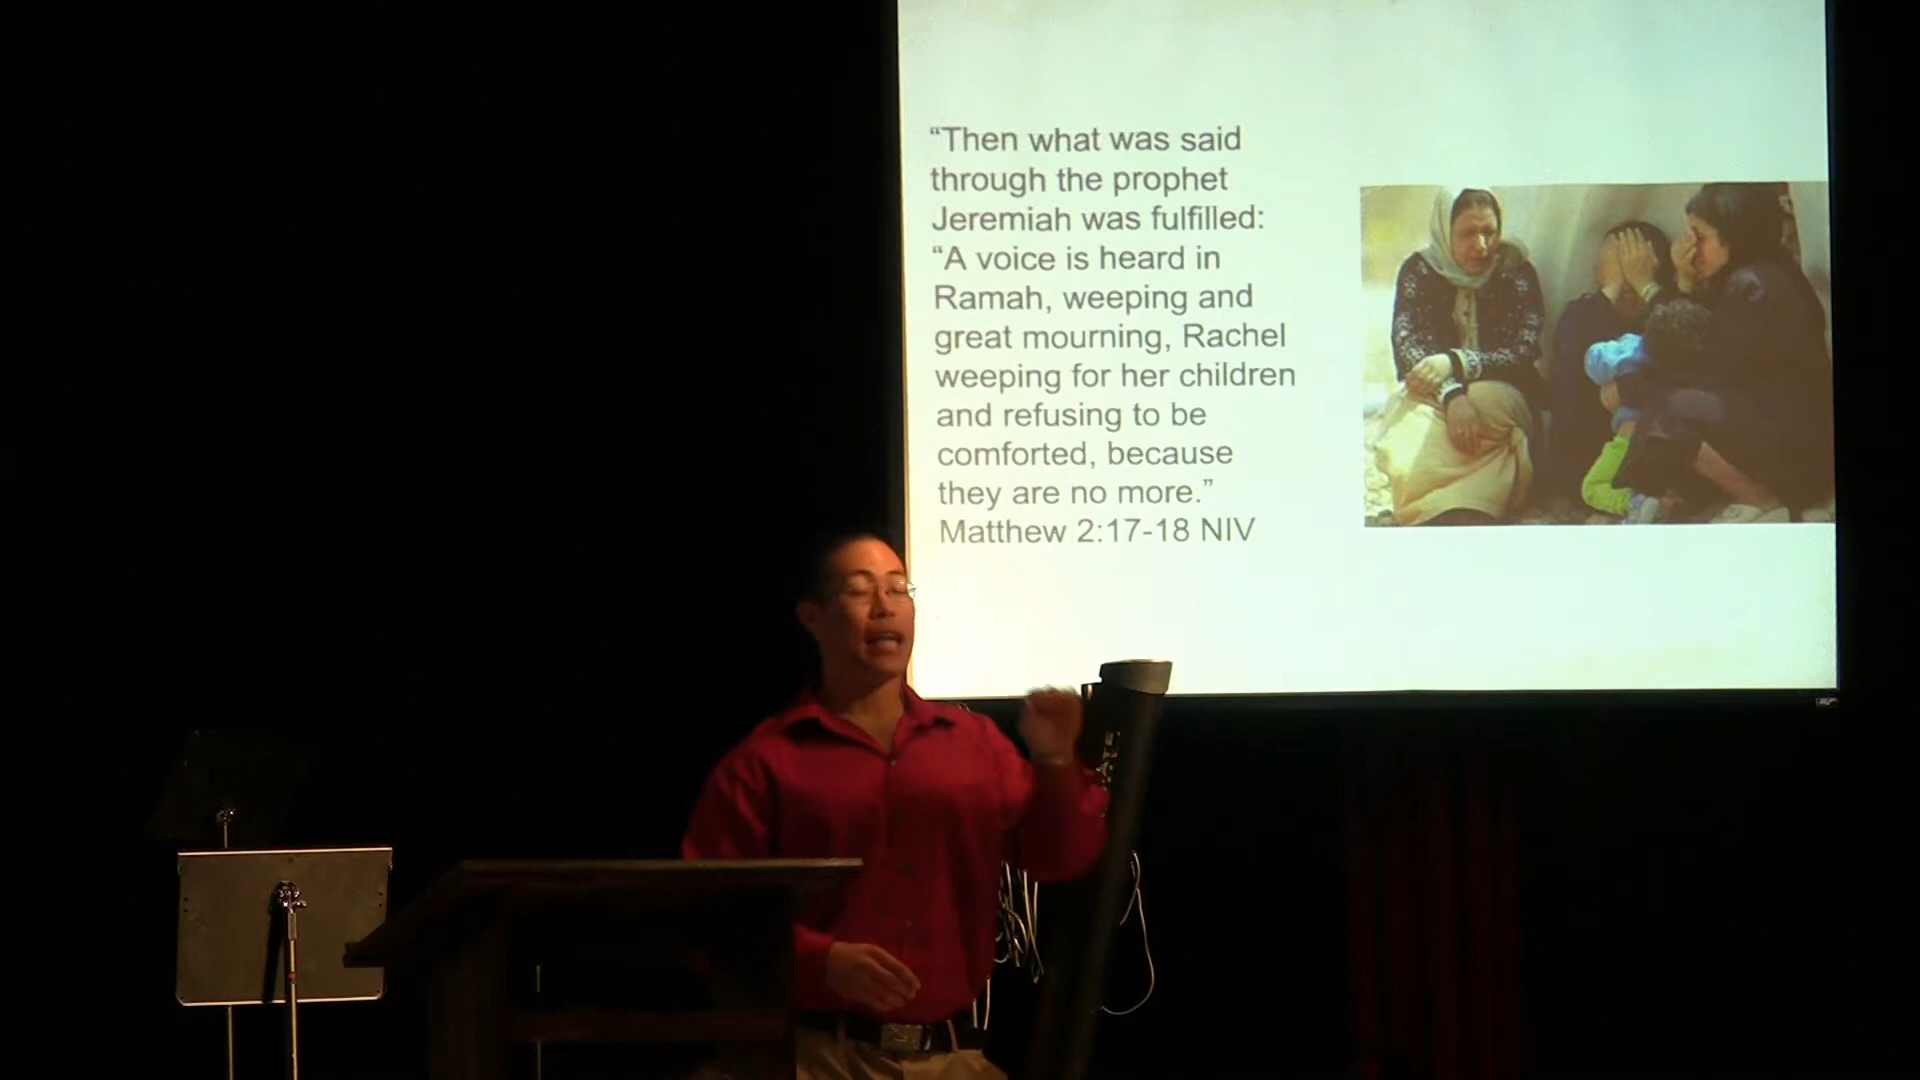 “Then what was said
through the prophet
Jeremiah was fulfilled:
“A voice is heard in
Ramah, weeping and
great mourning, Rachel
weeping for her children
and refusing to be
comforted, because
they are no more.”
Matthew 2:17-18 NIV